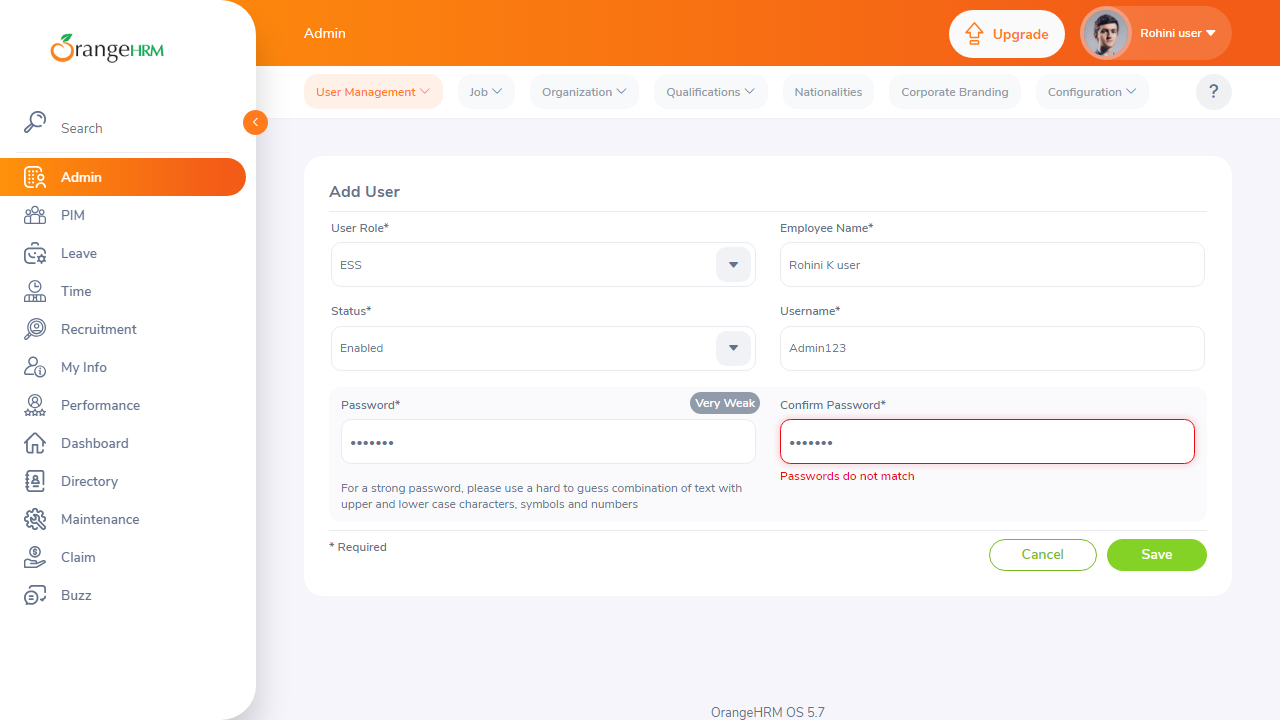 OrangeHRM
Search
Admin
PIM
Leave
Time
Recruitment
My Info
Performance
Dashboard
Directory
Maintenance
Claim
Buzz
Admin
Upgrade
Rohini user
User Management
Job
Organization
Qualifications
Nationalities
Corporate Branding
Configuration
?
Add User
User Role*
ESS
Employee Name*
Rohini K user
Status*
Enabled
Username*
Admin123
Password*
Very Weak
•••••••
For a strong password, please use a hard to guess combination of text with
upper and lower case characters, symbols and numbers
Confirm Password*
•••••••
Passwords do not match
* Required
Cancel
Save
OrangeHRM OS 5.7